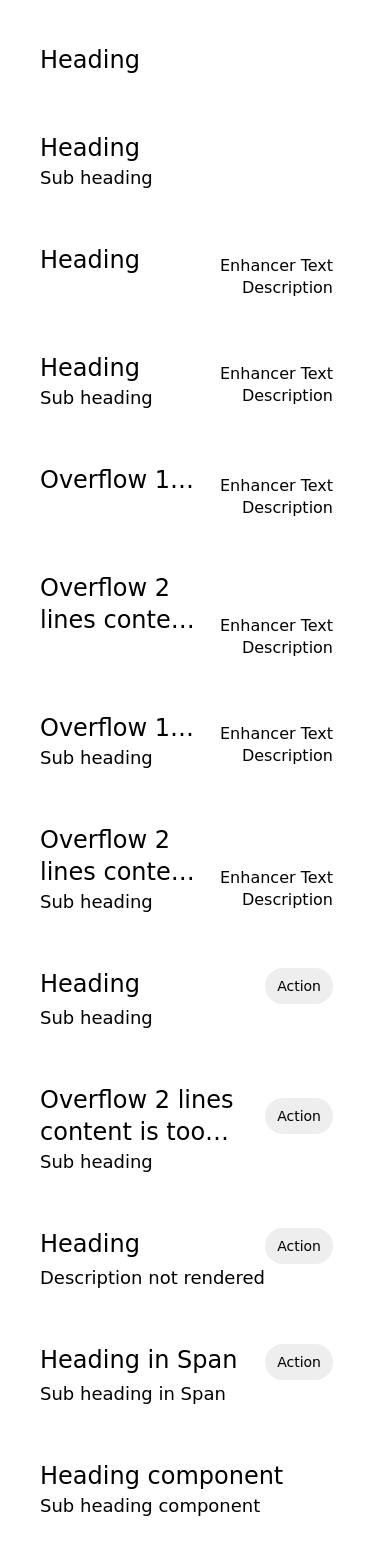 Heading
Heading
Sub heading
Heading
Enhancer Text
Description
Heading
Enhancer Text
Sub heading
Description
Overflow 1...
Enhancer Text
Description
Overflow 2
lines conte...
Enhancer Text
Description
Overflow 1...
Enhancer Text
Sub heading
Description
Overflow 2
lines conte...
Enhancer Text
Sub heading
Description
Heading
Action
Sub heading
Overflow 2 lines
content is too...
Action
Sub heading
Heading
Action
Description not rendered
Heading in Span
Action
Sub heading in Span
Heading component
Sub heading component